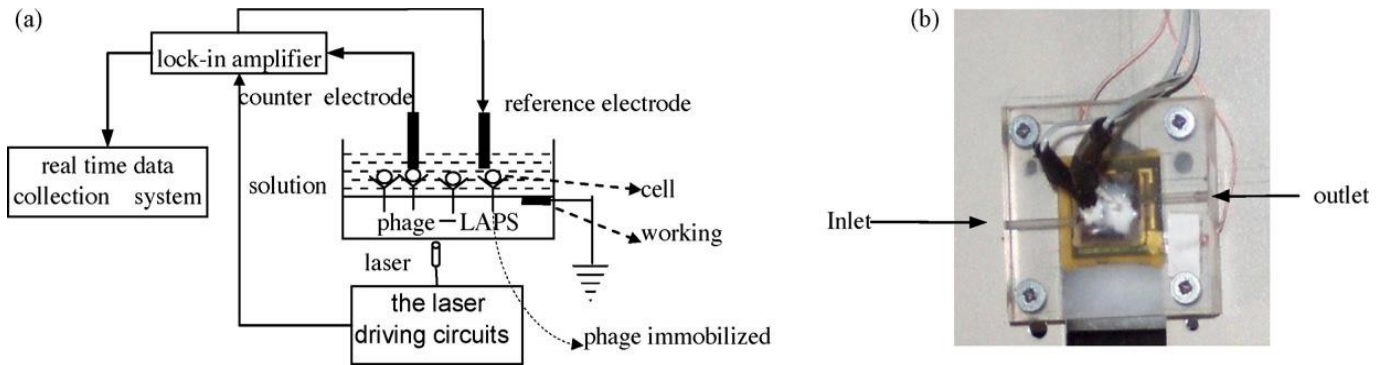 (a)
lock-in amplifier
counter electrode
reference electrode
real time data
collection system
solution
cell
phage–LAPS
working
laser
the laser
driving circuits
phage immobilized
(b)
Inlet
outlet